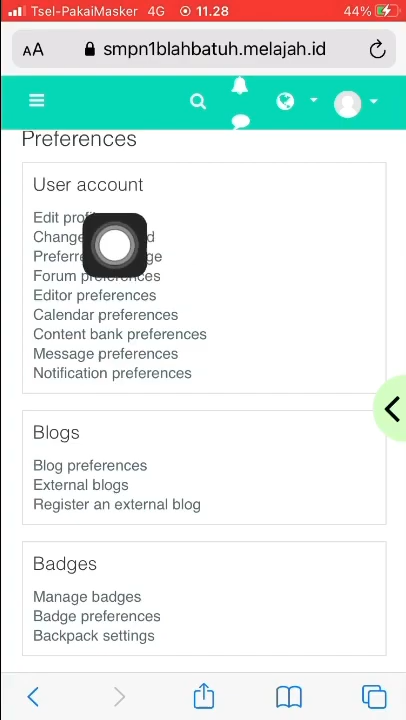 Tsel-PakaiMasker 4G 11.28 44%
AA smpn1blahbatuh.melajah.id
Preferences
User account
Edit
Change
Forum preferences
Editor preferences
Calendar preferences
Content bank preferences
Message preferences
Notification preferences
Blogs
Blog preferences
External blogs
Register an external blog
Badges
Manage badges
Badge preferences
Backpack settings